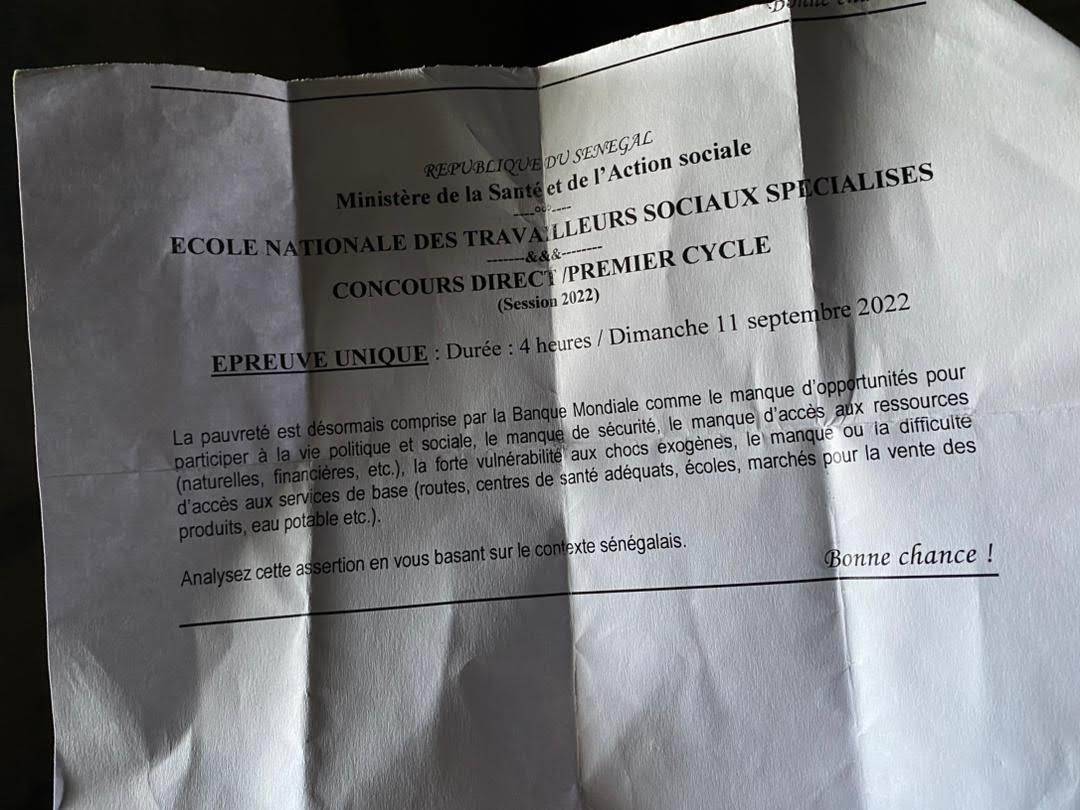 REPUBLIQUE DU SENEGAL
Ministère de la Santé et de l'Action sociale
ECOLE NATIONALE DES TRAVAILLEURS SOCIAUX SPECIALISES
-------&&&--------
CONCOURS DIRECT /PREMIER CYCLE
(Session 2022)
EPREUVE UNIQUE : Durée : 4 heures / Dimanche 11 septembre 2022
La pauvreté est désormais comprise par la Banque Mondiale comme le manque d'opportunités pour
participer à la vie politique et sociale, le manque de sécurité, le manque d'accès aux ressources
(naturelles, financières, etc.), la forte vulnérabilité aux chocs exogènes, le manque ou la difficulté
d'accès aux services de base (routes, centres de santé adéquats, écoles, marchés pour la vente des
produits, eau potable etc.).
Analysez cette assertion en vous basant sur le contexte sénégalais.
Bonne chance !